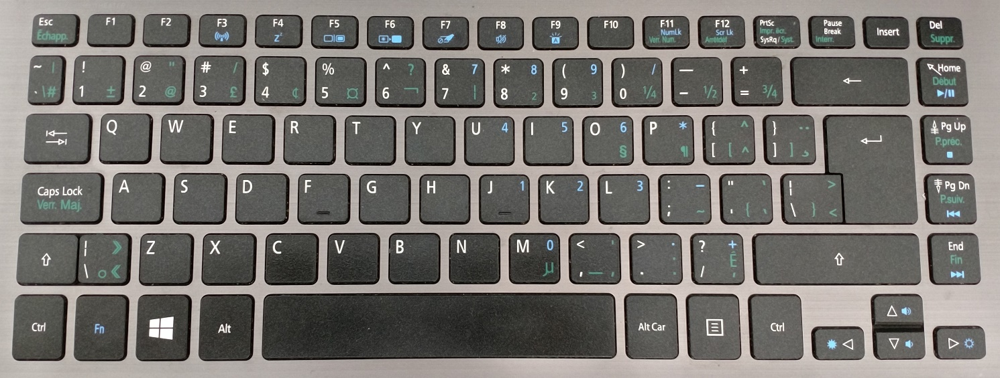 Esc
Échapp.
F1
F2
F3
F4
Zz
F5
F6
F7
F8
F9
F10
F11
NumLk
Verr. Num.
F12
Scr Lk
Arrêtdéf
PrtSc
Impr. écr.
SysRq / Syst.
Pause
Break
Interr.
Insert
Del
Suppr.
~ |
` \ #
!
1 ±
@ "
2 @
# /
3 £
$
4 ¢
%
5 ¤
^ ?
6 ¬
& 7
7 |
* 8
8 2
( 9
9 3
) /
0 1/4
—
- 1/2
+
= 3/4
←
Home
Début
Q
W
E
R
T
Y
U 4
I 5
O 6
§
P *
¶
{ ^
[ [ ^
} ¨
] ] ¸
Pg Up
P.préc.
Caps Lock
Verr. Maj.
A
S
D
F
G
H
J 1
K 2
L 3
: -
; ~
" `
' { `
¦ >
\ } <
Pg Dn
P.suiv.
⇧
¦ »
\ ° «
Z
X
C
V
B
N
M 0
µ
< '
, _ ,
> .
. .
? +
É
/ ´
⇧
End
Fin
Ctrl
Fn
Alt
Alt Car
Ctrl